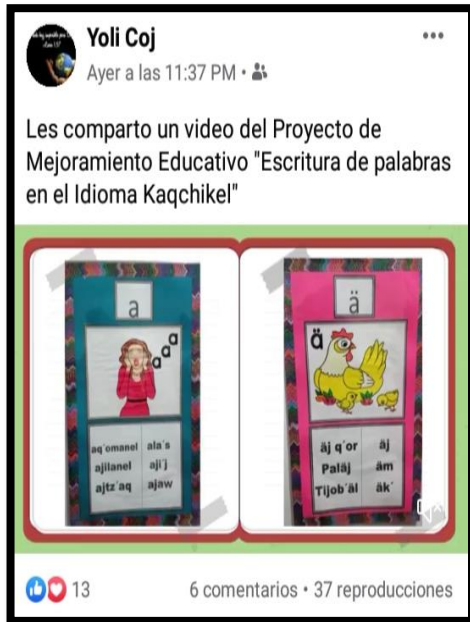 Yoli Coj
Ayer a las 11:37 PM
Les comparto un video del Proyecto de
Mejoramiento Educativo "Escritura de palabras
en el Idioma Kaqchikel"
a
a a a
aq´omanel ala´s
ajilanel aji´j
ajtz´aq ajaw
ä
ä
äj q´or äj
Paläj äm
Tijob´äl äk´
13
6 comentarios • 37 reproducciones